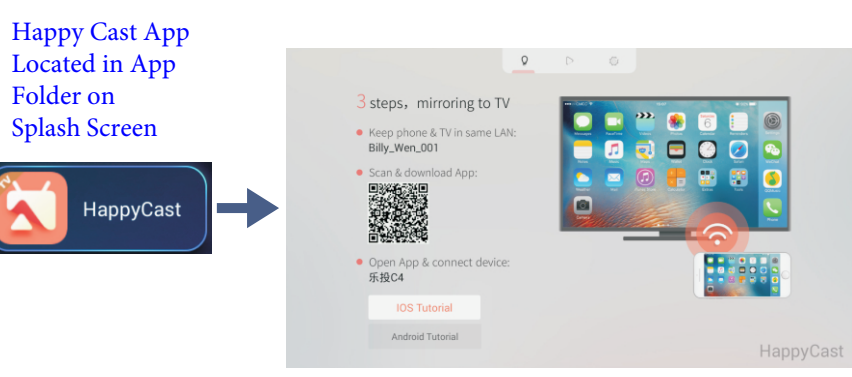 Happy Cast App
Located in App
Folder on
Splash Screen
TV
HappyCast
3 steps，mirroring to TV
Keep phone & TV in same LAN:
Billy_Wen_001
Scan & download App:
Open App & connect device:
乐投C4
IOS Tutorial
Android Tutorial
HappyCast